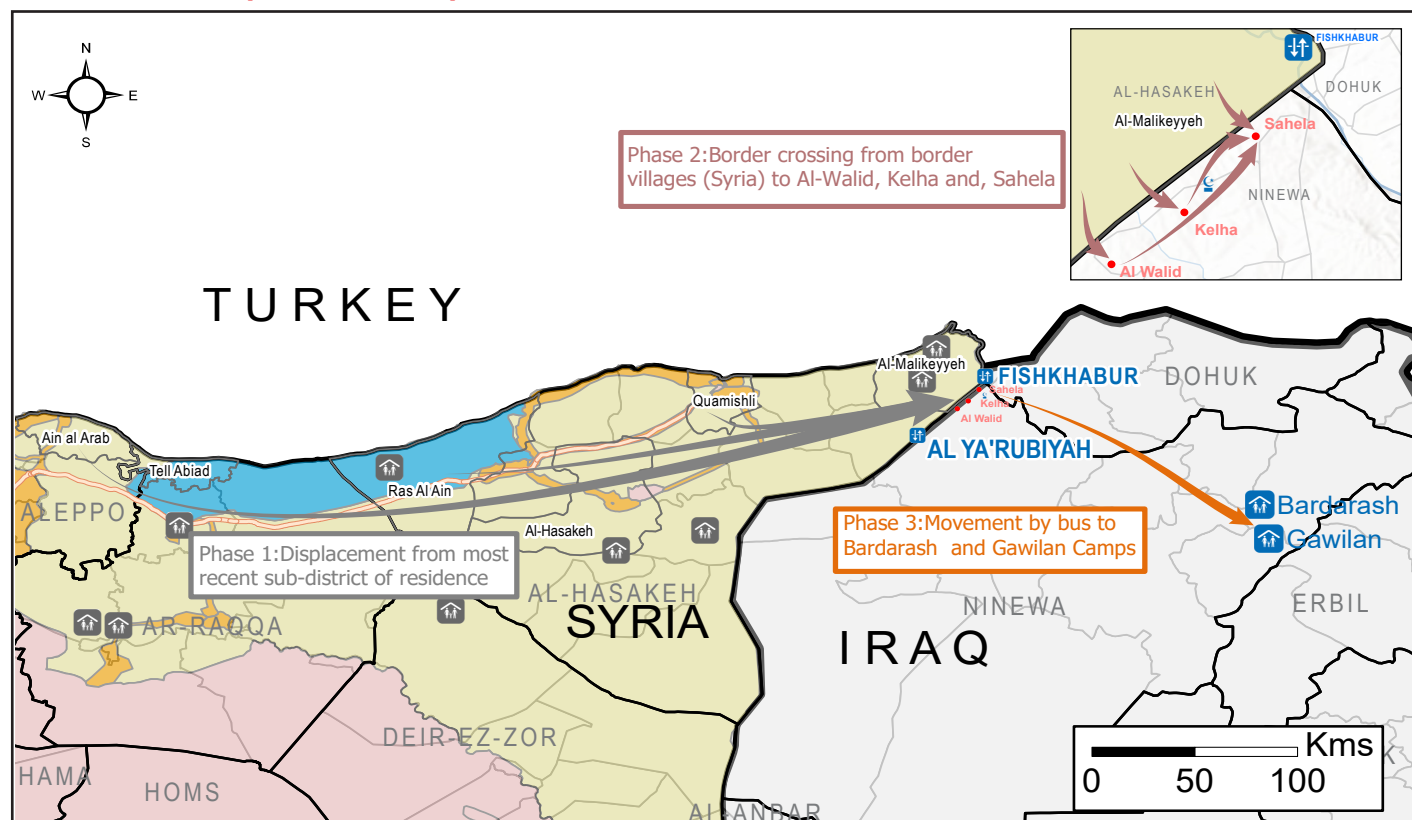 N
W E
S
FISHKHABUR
DOHUK
AL-HASAKEH
Al-Malikeyyeh
Sahela
NINEWA
Kelha
Al Walid
Phase 2:Border crossing from border
villages (Syria) to Al-Walid, Kelha and, Sahela
TURKEY
Al-Malikeyyeh
FISHKHABUR
DOHUK
Sahela
Kelha
Al Walid
Quamishli
AL YA'RUBIYAH
Ain al Arab
Tell Abiad
Ras Al Ain
ALEPPO
Al-Hasakeh
Bardarash
Gawilan
Phase 3:Movement by bus to
Bardarash and Gawilan Camps
Phase 1:Displacement from most
recent sub-district of residence
AL-HASAKEH
NINEWA
ERBIL
AR-RAQQA
SYRIA
IRAQ
DEIR-EZ-ZOR
HAMA
HOMS
AL-ANBAR
Kms
0 50 100